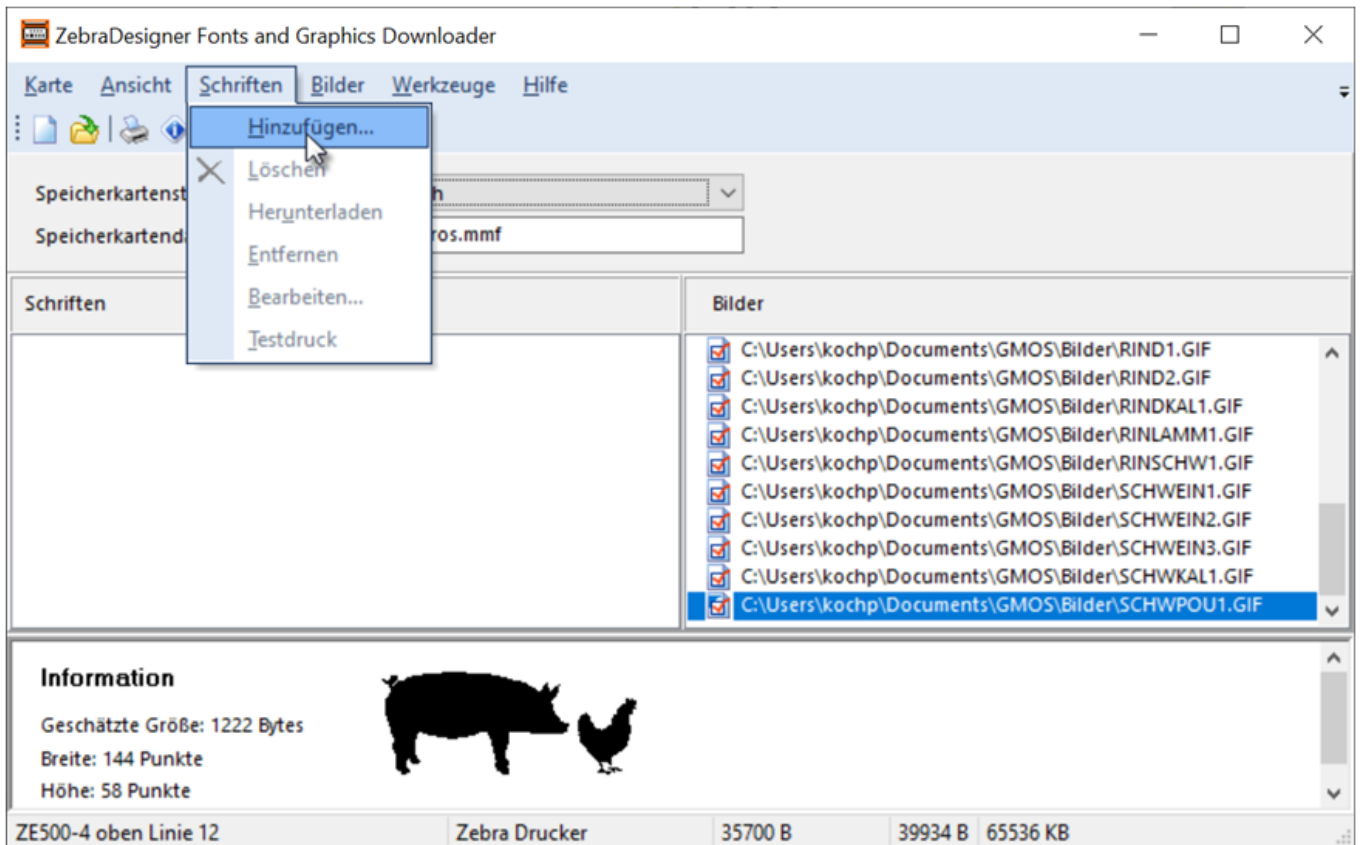 ZebraDesigner Fonts and Graphics Downloader
Karte Ansicht Schriften Bilder Werkzeuge Hilfe
Hinzufügen...
Löschen
Herunterladen
Entfernen
Bearbeiten...
Testdruck
Speicherkartenst h
Speicherkartend ros.mmf
Schriften
Bilder
C:\Users\kochp\Documents\GMOS\Bilder\RIND1.GIF
C:\Users\kochp\Documents\GMOS\Bilder\RIND2.GIF
C:\Users\kochp\Documents\GMOS\Bilder\RINDKAL1.GIF
C:\Users\kochp\Documents\GMOS\Bilder\RINLAMM1.GIF
C:\Users\kochp\Documents\GMOS\Bilder\RINSCHW1.GIF
C:\Users\kochp\Documents\GMOS\Bilder\SCHWEIN1.GIF
C:\Users\kochp\Documents\GMOS\Bilder\SCHWEIN2.GIF
C:\Users\kochp\Documents\GMOS\Bilder\SCHWEIN3.GIF
C:\Users\kochp\Documents\GMOS\Bilder\SCHWKAL1.GIF
C:\Users\kochp\Documents\GMOS\Bilder\SCHWPOU1.GIF
Information
Geschätzte Größe: 1222 Bytes
Breite: 144 Punkte
Höhe: 58 Punkte
ZE500-4 oben Linie 12 Zebra Drucker 35700 B 39934 B 65536 KB